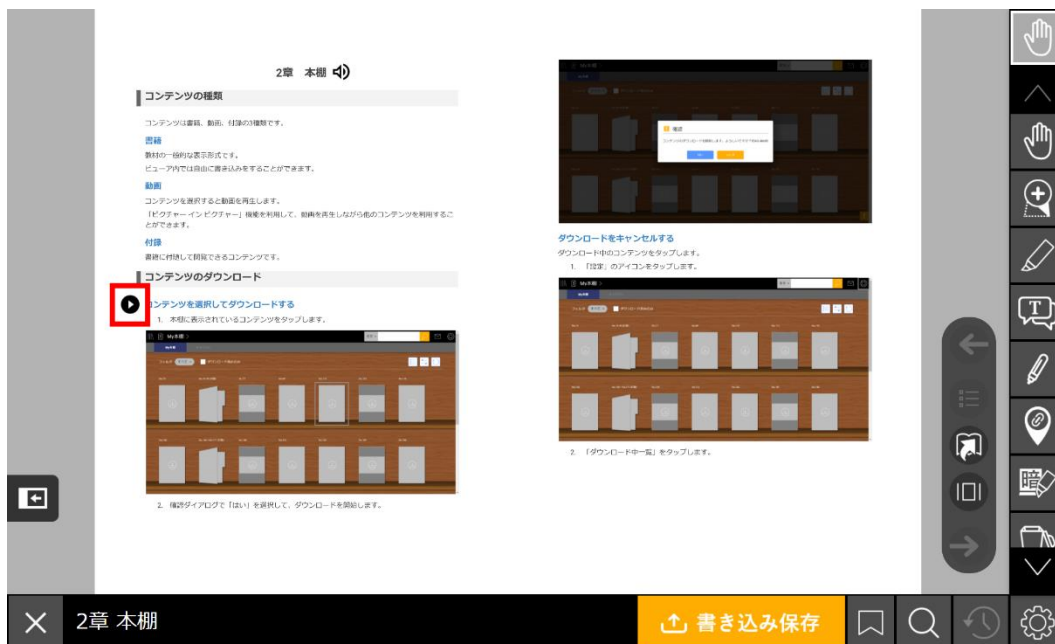 2章 本棚
コンテンツの種類
コンテンツは書籍、動画、付録の3種類です。
書籍
教材の一般的な表示形式です。
ビューア内では自由に書き込みをすることができます。
動画
コンテンツを選択すると動画を再生します。
「ピクチャー イン ピクチャー」機能を利用して、動画を再生しながら他のコンテンツを利用するこ
とができます。
付録
書籍に付随して閲覧できるコンテンツです。
コンテンツのダウンロード
コンテンツを選択してダウンロードする
1. 本棚に表示されているコンテンツをタップします。
My本棚
2. 確認ダイアログで「はい」を選択して、ダウンロードを開始します。
My本棚
確認
ダウンロードをキャンセルする
ダウンロード中のコンテンツをタップします。
1. 「設定」のアイコンをタップします。
My本棚
2. 「ダウンロード中一覧」をタップします。
T
暗
2章 本棚
書き込み保存